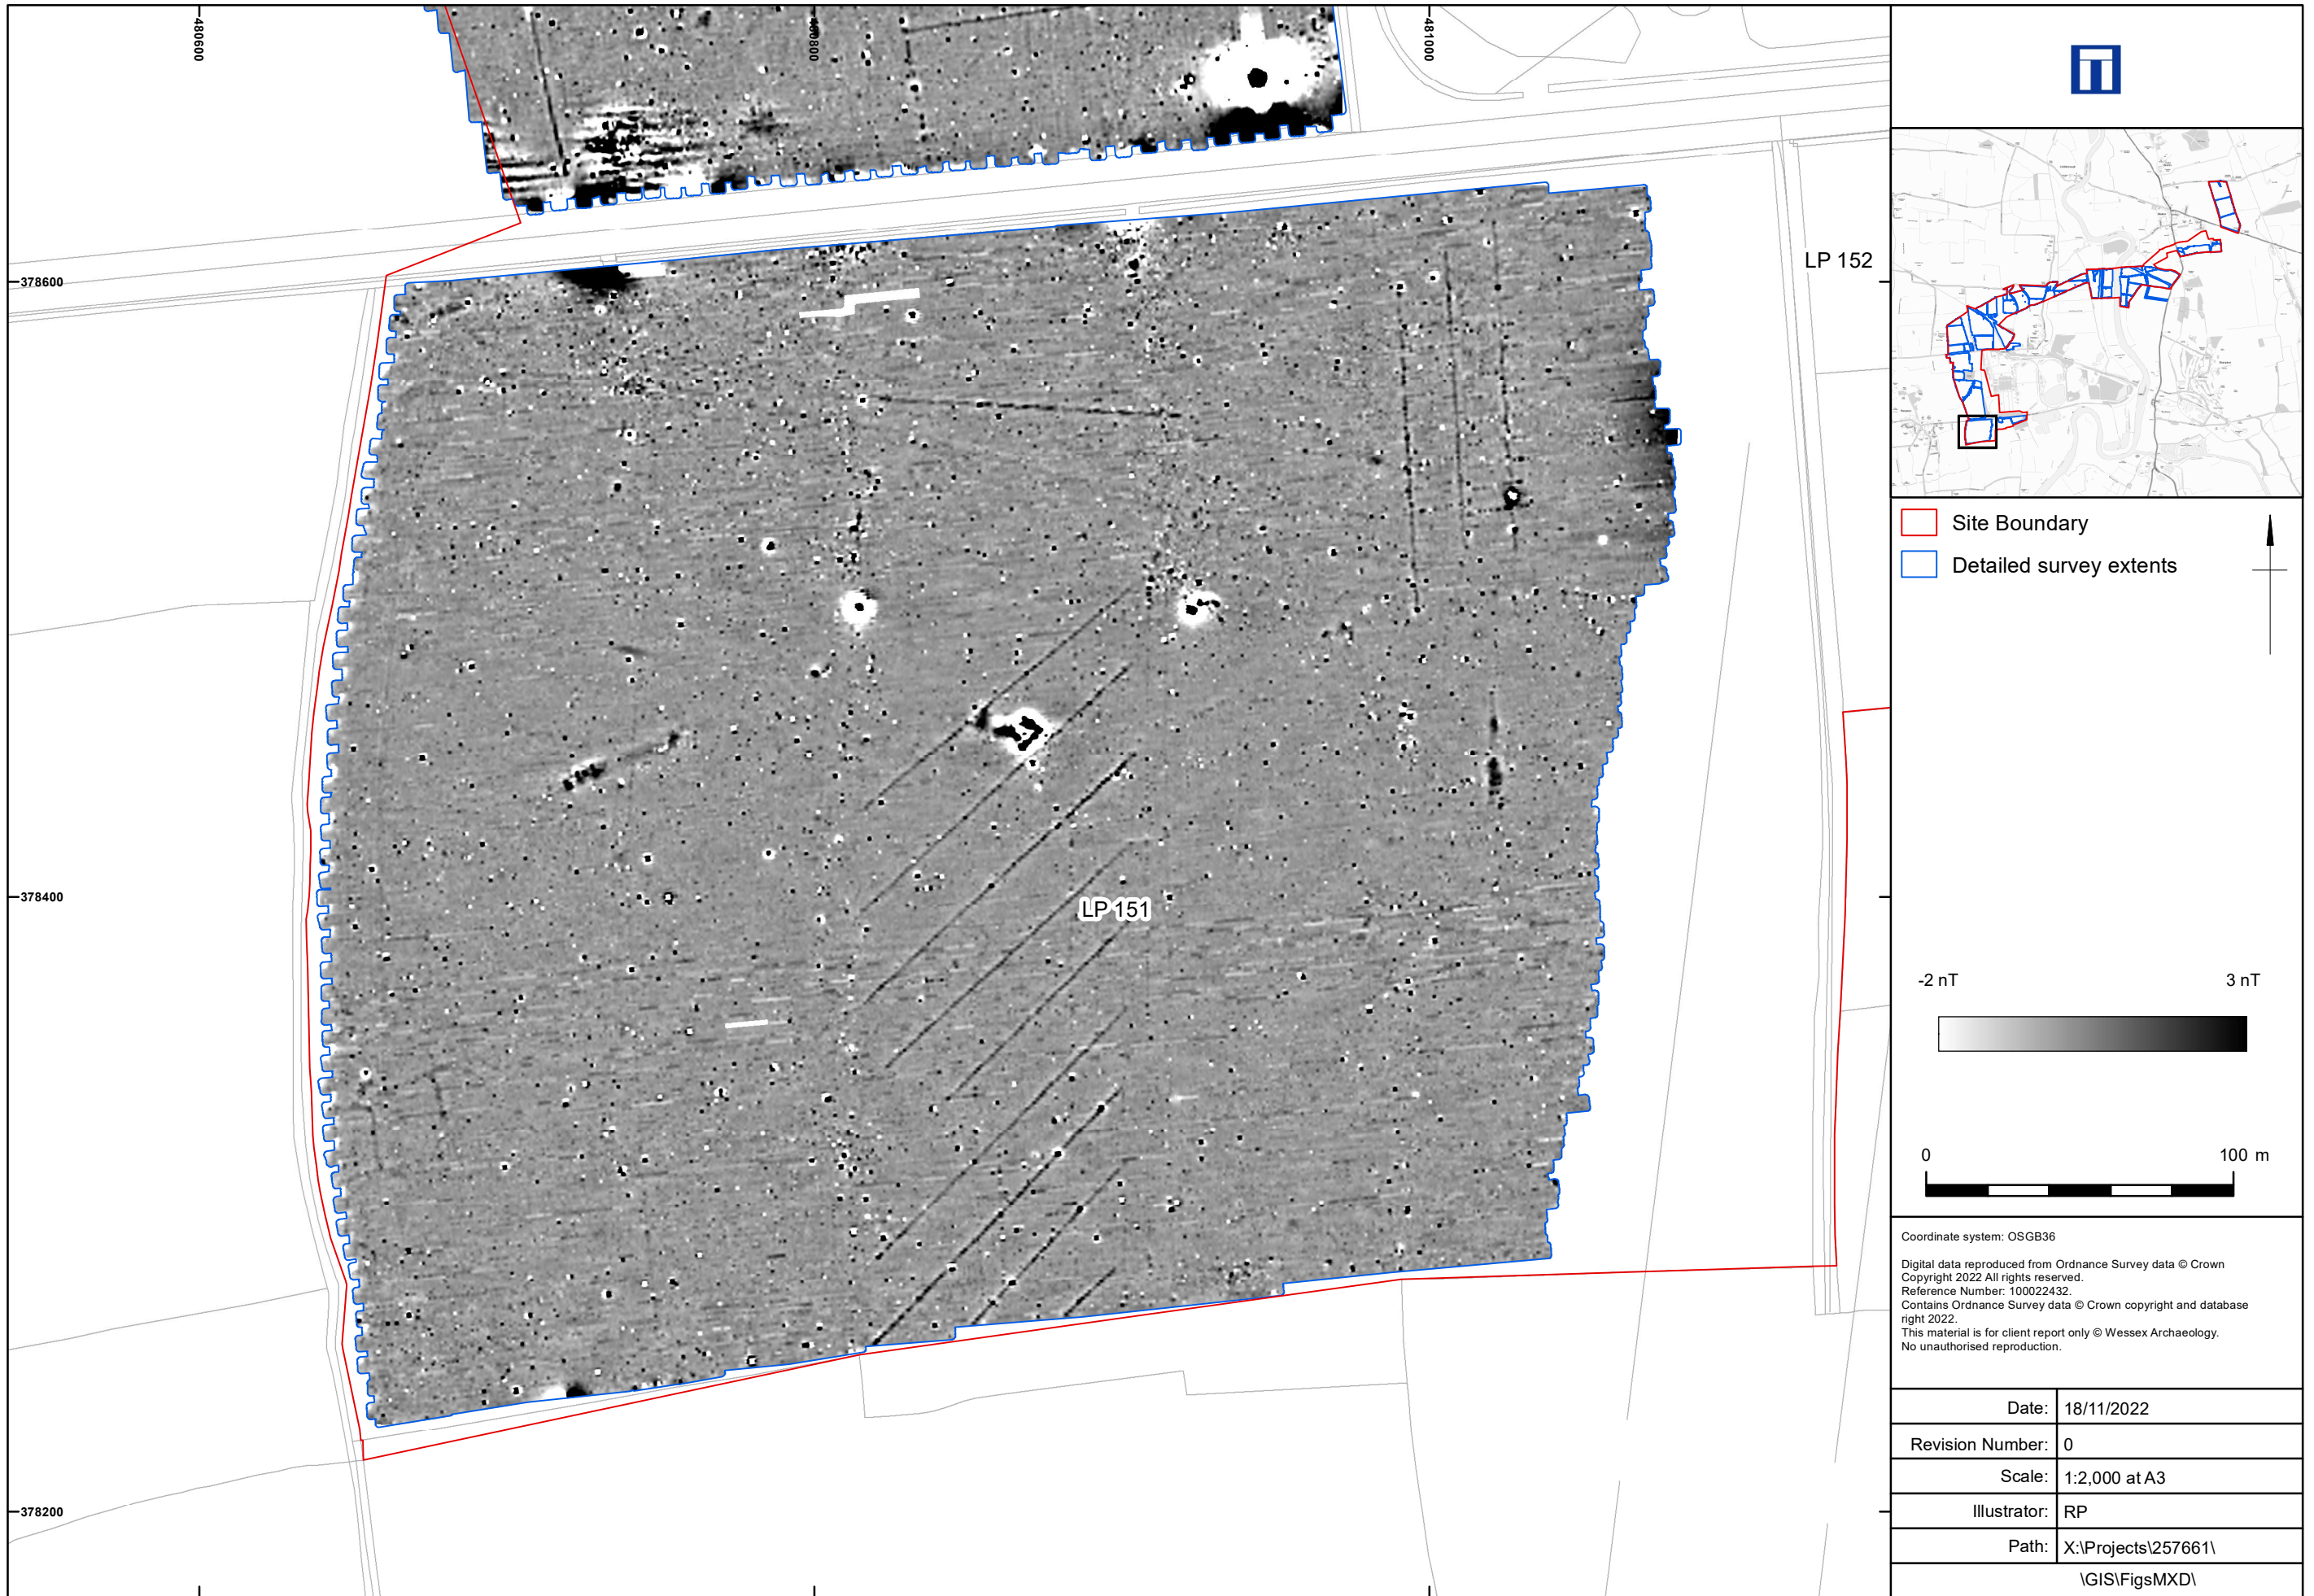 480600
480800
481000
378600
378400
378200
LP 152
LP 151
Site Boundary
Detailed survey extents
-2 nT
3 nT
0
100 m
Coordinate system: OSGB36
Digital data reproduced from Ordnance Survey data © Crown
Copyright 2022 All rights reserved.
Reference Number: 100022432.
Contains Ordnance Survey data © Crown copyright and database
right 2022.
This material is for client report only © Wessex Archaeology.
No unauthorised reproduction.
Date: 18/11/2022
Revision Number: 0
Scale: 1:2,000 at A3
Illustrator: RP
Path: X:\Projects\257661\
\GIS\FigsMXD\